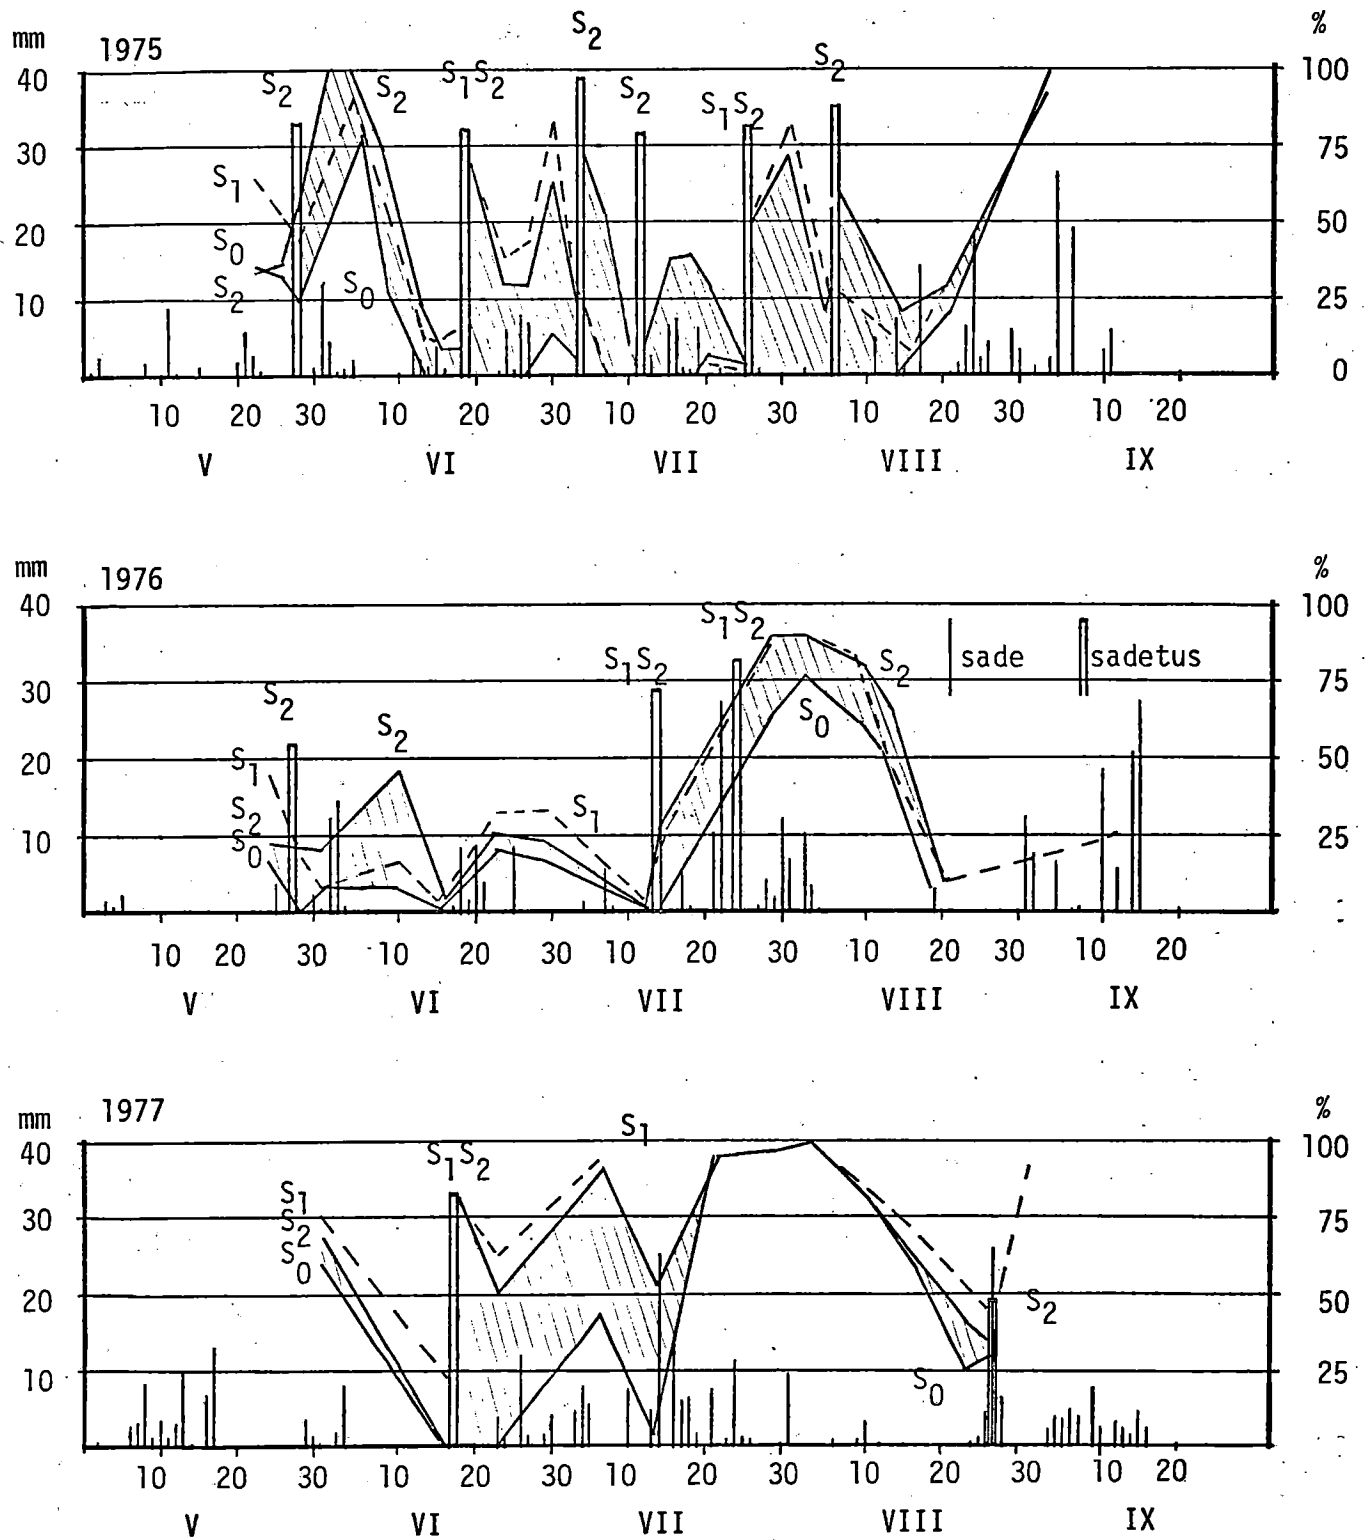 S₂
mm 1975 S₂ %
40 S₂ S₂ S₁S₂ S₂ S₁S₂ 100
30 75
S₁
20 S₀ 50
S₂ S₀
10 25
0
10 20 30 10 20 30 10 20 30 10 20 30 10 20
V VI VII VIII IX
mm 1976 %
40 100
S₁S₂ sade sadetus
S₁S₂ S₂
30 75
S₂ S₂ S₀
20 S₁ 50
S₂ S₁
10 S₀ 25
10 20 30 10 20 30 10 20 30 10 20 30 10 20
V VI VII VIII IX
mm 1977 S₁ %
40 S₁S₂ 100
S₁
30 S₂ 75
S₀
20 S₂ 50
10 S₀ 25
10 20 30 10 20 30 10 20 30 10 20 30 10 20
V VI VII VIII IX